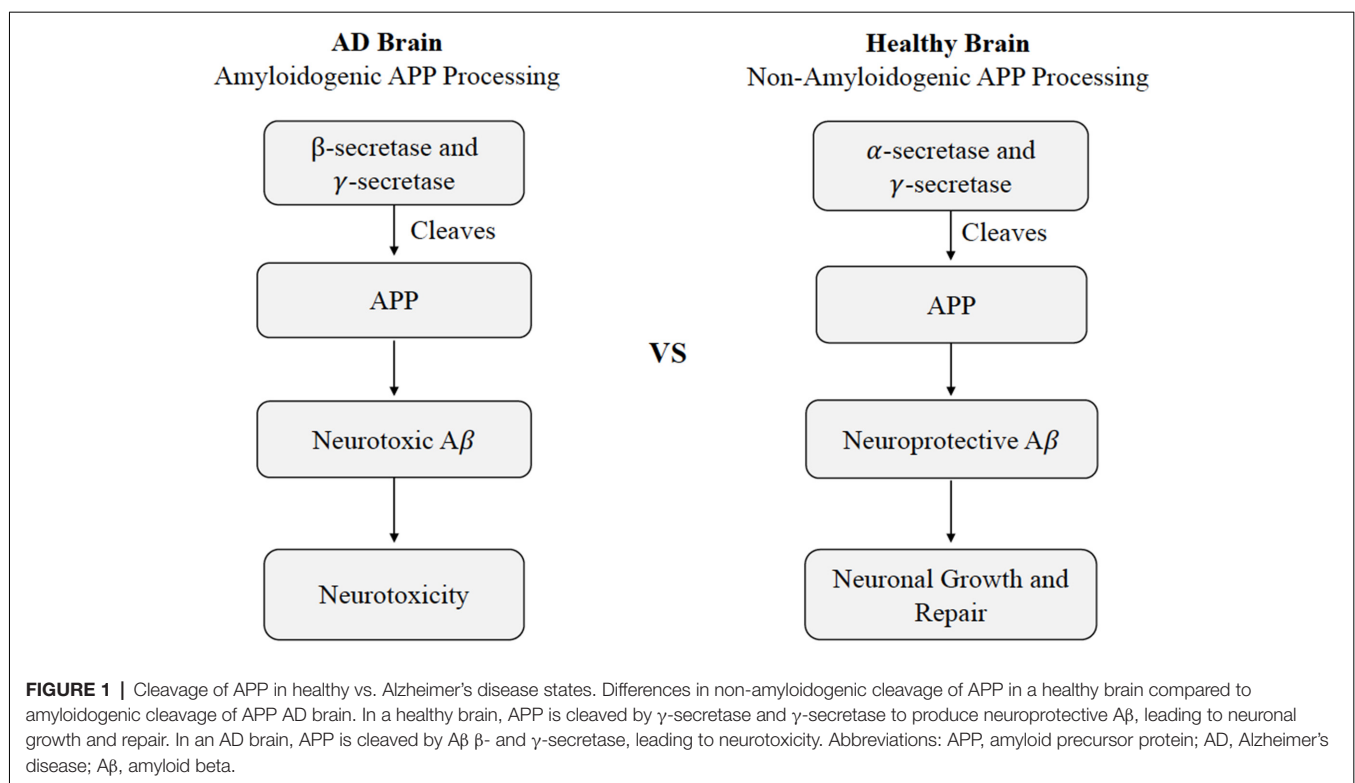 AD Brain
Amyloidogenic APP Processing
β-secretase and
γ-secretase
Cleaves
APP
Neurotoxic Aβ
Neurotoxicity
VS
Healthy Brain
Non-Amyloidogenic APP Processing
α-secretase and
γ-secretase
Cleaves
APP
Neuroprotective Aβ
Neuronal Growth and
Repair
FIGURE 1 | Cleavage of APP in healthy vs. Alzheimer's disease states. Differences in non-amyloidogenic cleavage of APP in a healthy brain compared to
amyloidogenic cleavage of APP AD brain. In a healthy brain, APP is cleaved by γ-secretase and γ-secretase to produce neuroprotective Aβ, leading to neuronal
growth and repair. In an AD brain, APP is cleaved by Aβ β- and γ-secretase, leading to neurotoxicity. Abbreviations: APP, amyloid precursor protein; AD, Alzheimer's
disease; Aβ, amyloid beta.